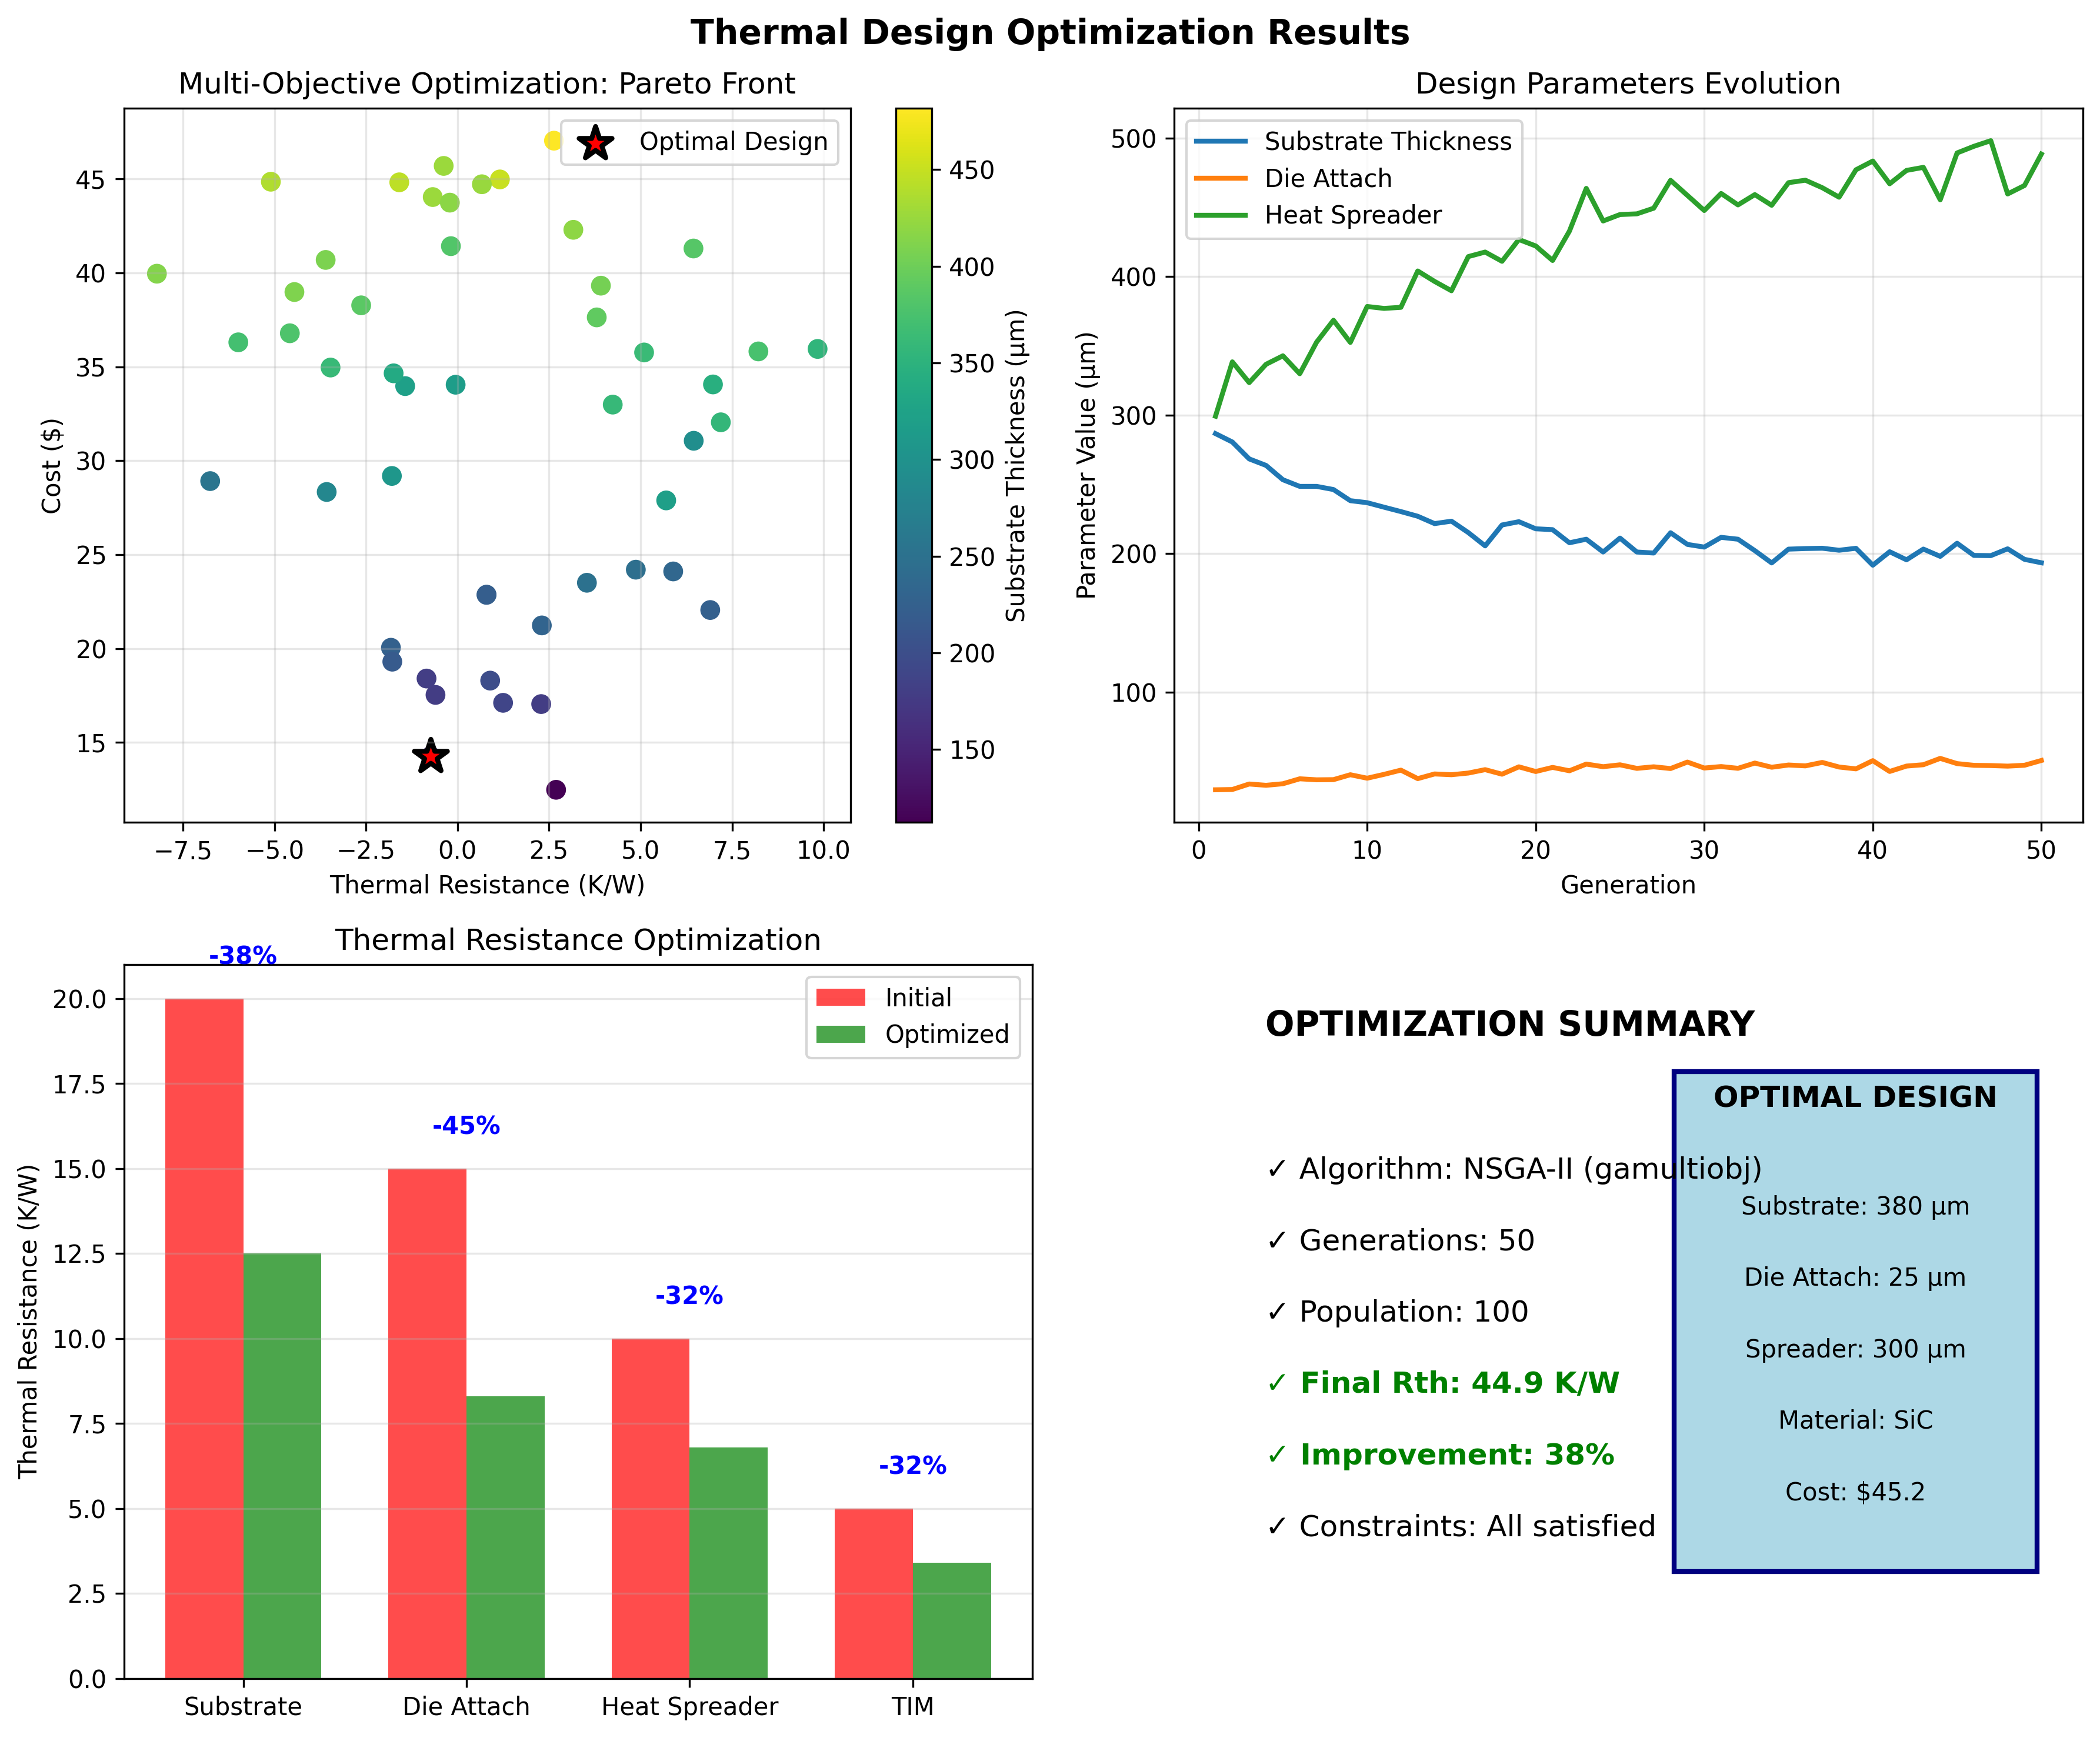 Thermal Design Optimization Results
Multi-Objective Optimization: Pareto Front
Optimal Design
45
40
35
30
25
20
15
Cost ($)
−7.5 −5.0 −2.5 0.0 2.5 5.0 7.5 10.0
Thermal Resistance (K/W)
450
400
350
300
250
200
150
Substrate Thickness (μm)
Design Parameters Evolution
Substrate Thickness
Die Attach
Heat Spreader
500
400
300
200
100
Parameter Value (μm)
0 10 20 30 40 50
Generation
Thermal Resistance Optimization
-38%
-45%
-32%
-32%
Initial
Optimized
20.0
17.5
15.0
12.5
10.0
7.5
5.0
2.5
0.0
Thermal Resistance (K/W)
Substrate Die Attach Heat Spreader TIM
OPTIMIZATION SUMMARY
✓ Algorithm: NSGA-II (gamultiobj)
✓ Generations: 50
✓ Population: 100
✓ Final Rth: 44.9 K/W
✓ Improvement: 38%
✓ Constraints: All satisfied
OPTIMAL DESIGN
Substrate: 380 μm
Die Attach: 25 μm
Spreader: 300 μm
Material: SiC
Cost: $45.2